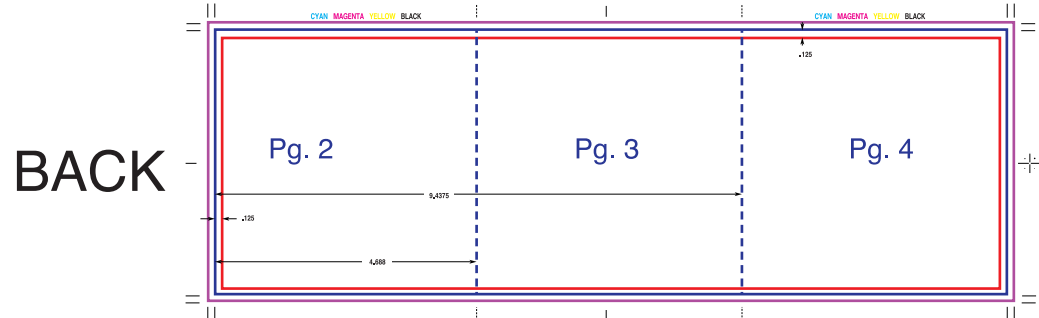 CYAN MAGENTA YELLOW BLACK CYAN MAGENTA YELLOW BLACK
.125
BACK
Pg. 2 Pg. 3 Pg. 4
9.4375
.125
4.688